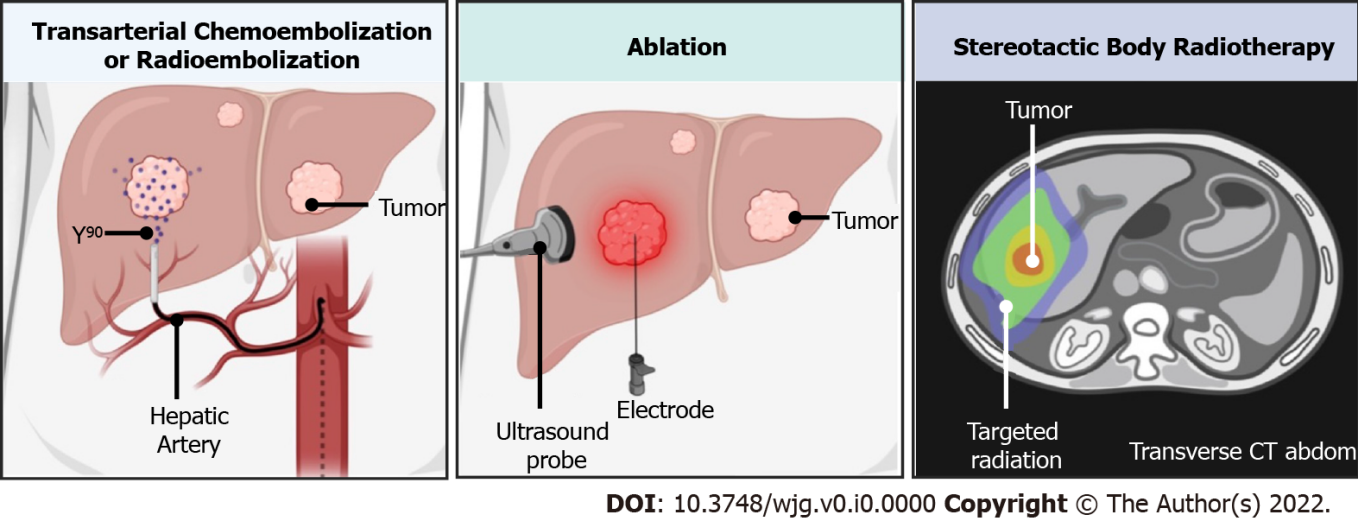 Transarterial Chemoembolization
or Radioembolization
Tumor
Y90
Hepatic
Artery
Ablation
Tumor
Electrode
Ultrasound
probe
Stereotactic Body Radiotherapy
Tumor
Targeted
radiation
Transverse CT abdom
DOI: 10.3748/wjg.v0.i0.0000 Copyright © The Author(s) 2022.